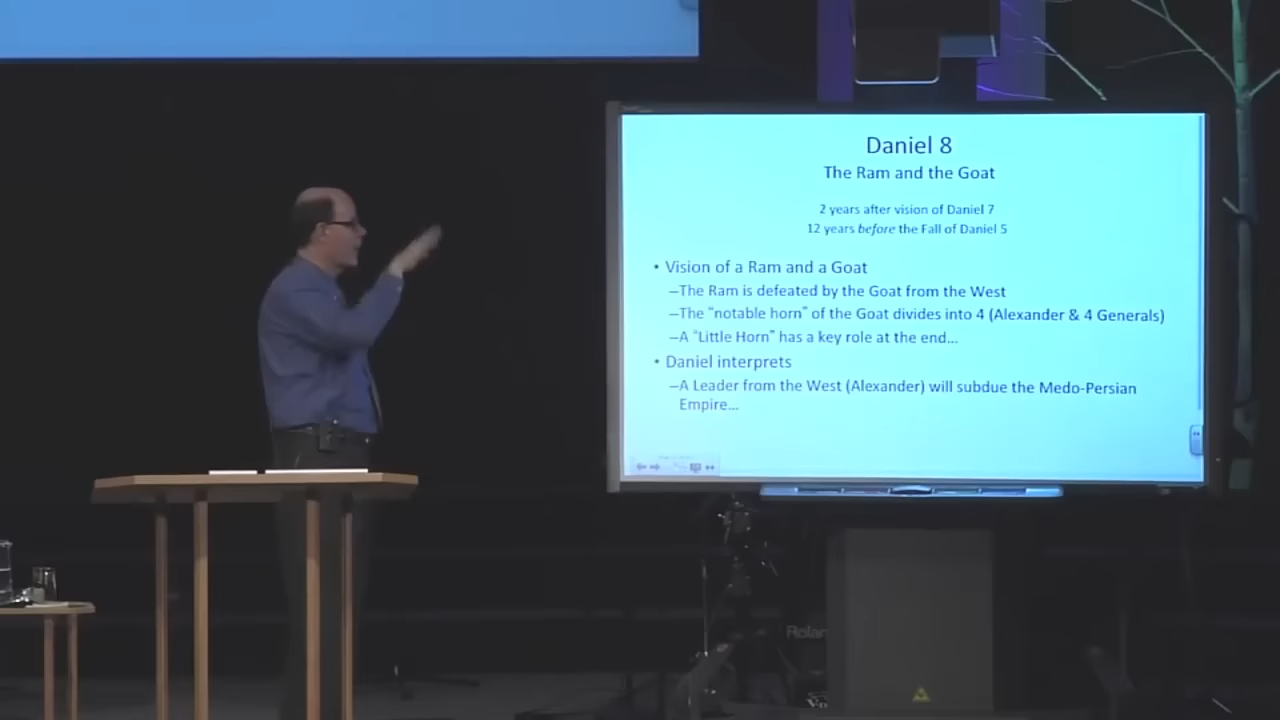 Daniel 8
The Ram and the Goat
2 years after vision of Daniel 7
12 years before the Fall of Daniel 5
• Vision of a Ram and a Goat
–The Ram is defeated by the Goat from the West
–The “notable horn” of the Goat divides into 4 (Alexander & 4 Generals)
–A “Little Horn” has a key role at the end...
• Daniel interprets
–A Leader from the West (Alexander) will subdue the Medo-Persian
Empire...
Roland